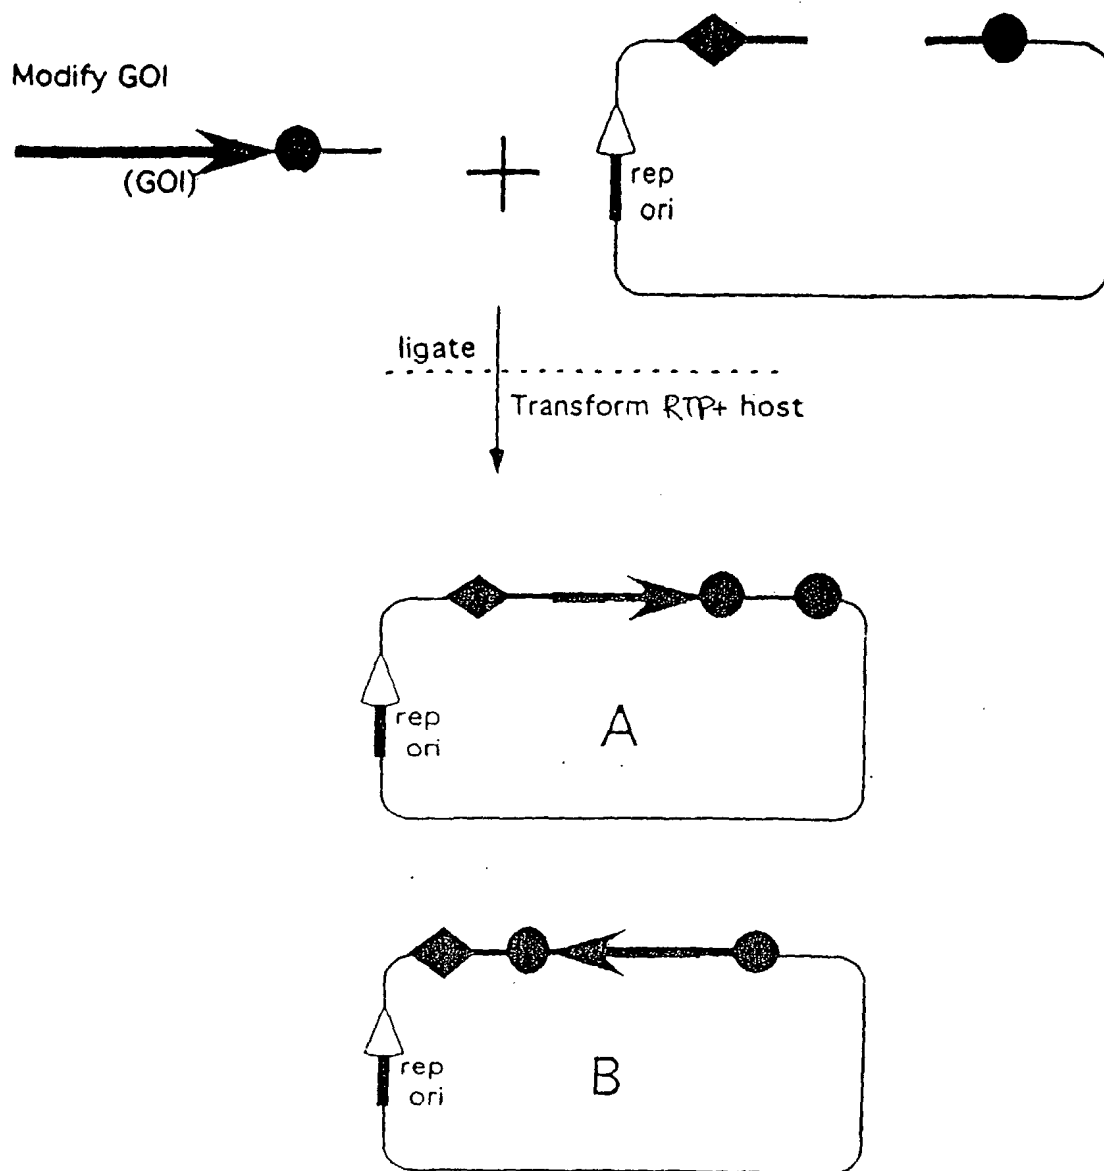 Modify GOI
(GOI)
rep
ori
ligate
Transform RTP+ host
rep
ori
A
rep
ori
B